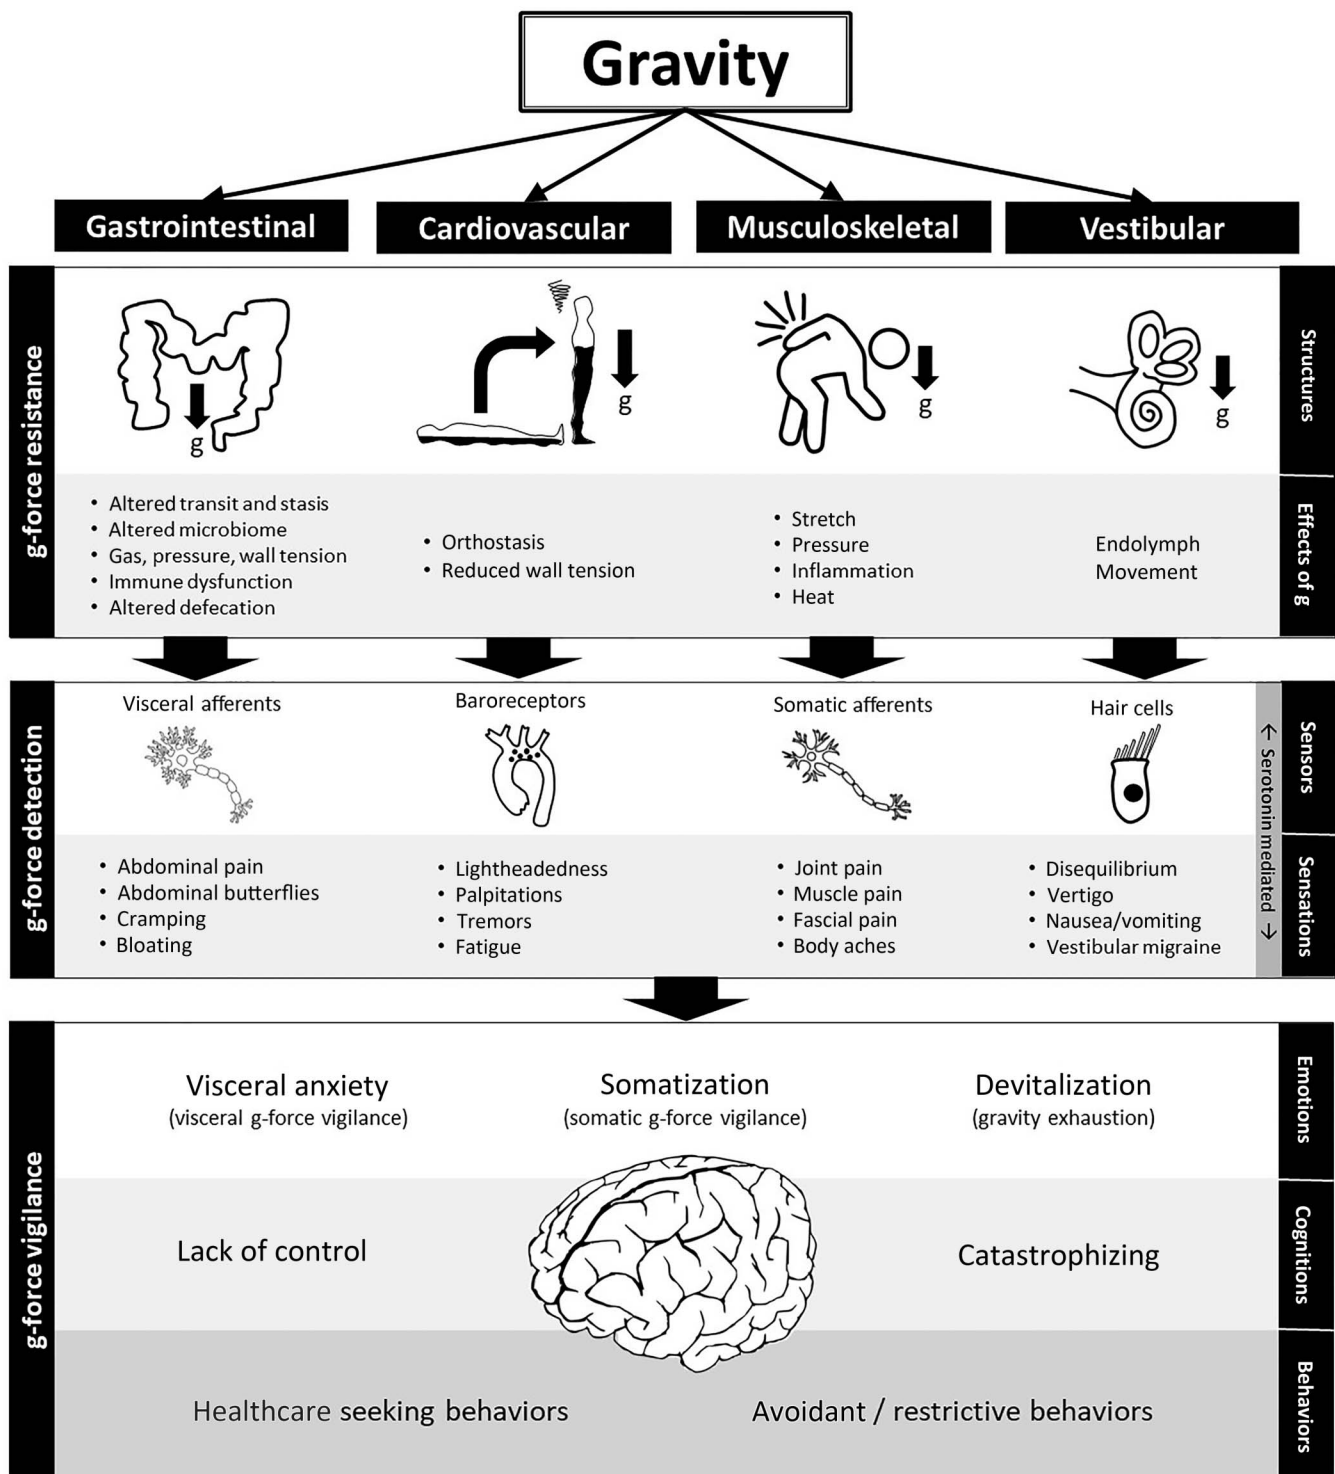 Gravity
Gastrointestinal
Cardiovascular
Musculoskeletal
Vestibular
g-force resistance
Structures
g
g
g
g
Effects of g
• Altered transit and stasis
• Altered microbiome
• Gas, pressure, wall tension
• Immune dysfunction
• Altered defecation
• Orthostasis
• Reduced wall tension
• Stretch
• Pressure
• Inflammation
• Heat
Endolymph
Movement
g-force detection
Sensors
Visceral afferents
Baroreceptors
Somatic afferents
Hair cells
← Serotonin mediated →
Sensations
• Abdominal pain
• Abdominal butterflies
• Cramping
• Bloating
• Lightheadedness
• Palpitations
• Tremors
• Fatigue
• Joint pain
• Muscle pain
• Fascial pain
• Body aches
• Disequilibrium
• Vertigo
• Nausea/vomiting
• Vestibular migraine
g-force vigilance
Emotions
Visceral anxiety
(visceral g-force vigilance)
Somatization
(somatic g-force vigilance)
Devitalization
(gravity exhaustion)
Cognitions
Lack of control
Catastrophizing
Behaviors
Healthcare seeking behaviors
Avoidant / restrictive behaviors